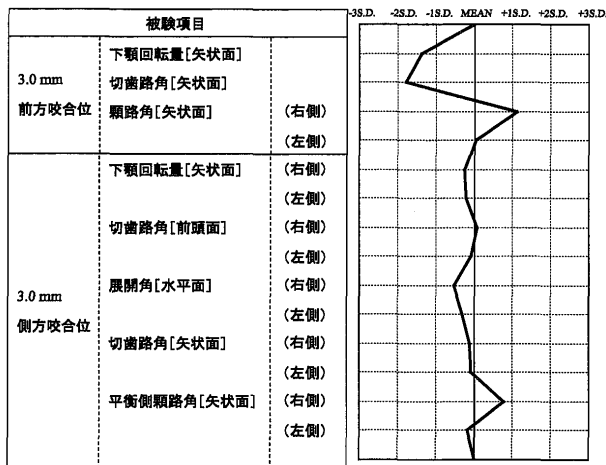 被験項目
-3S.D. -2S.D. -1S.D. MEAN +1S.D. +2S.D. +3S.D.
3.0 mm
前方咬合位
下顎回転量[矢状面]
切歯路角[矢状面]
顆路角[矢状面] (右側)
(左側)
3.0 mm
側方咬合位
下顎回転量[矢状面] (右側)
(左側)
切歯路角[前頭面] (右側)
(左側)
展開角[水平面] (右側)
(左側)
切歯路角[矢状面] (右側)
(左側)
平衡側顆路角[矢状面] (右側)
(左側)